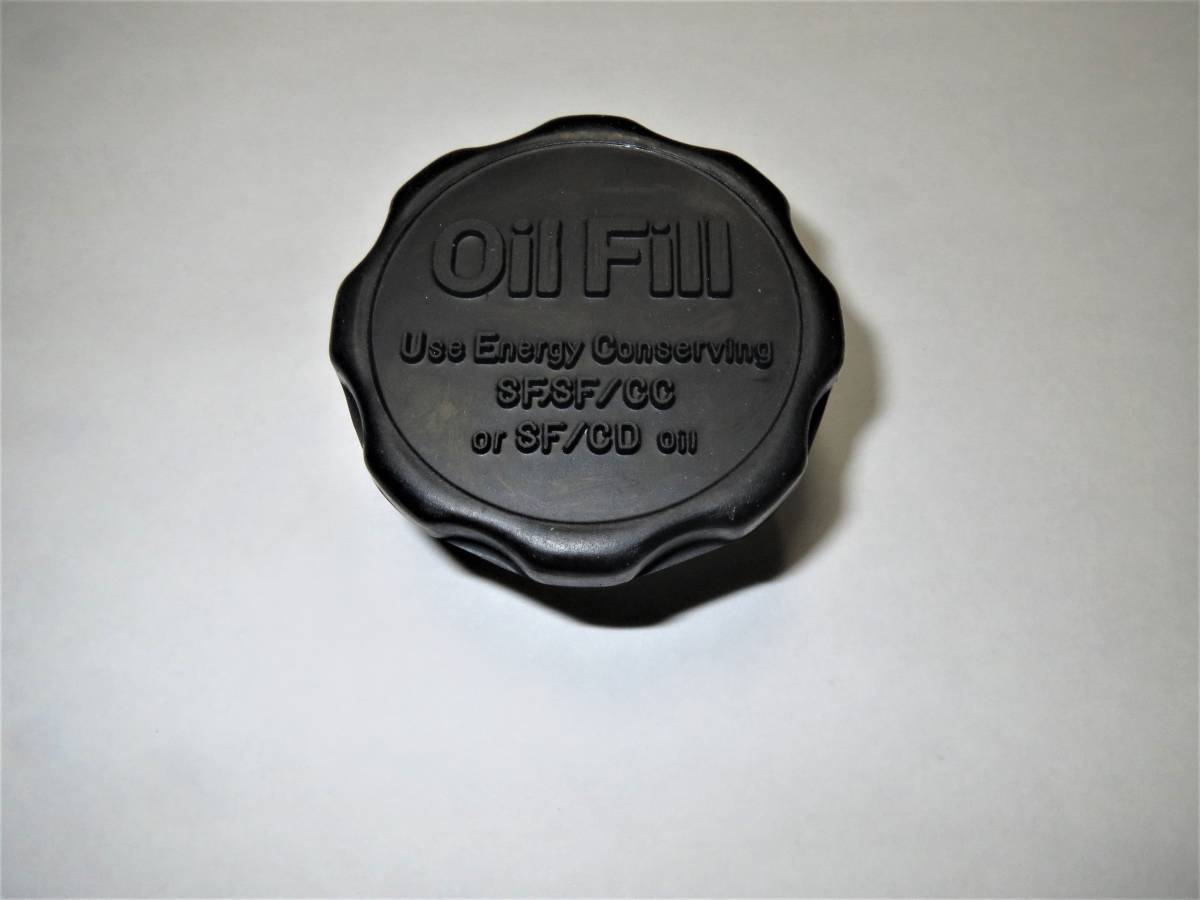 Oil Fill
Use Energy Conserving
SF,SF/CC
or SF/CD oil